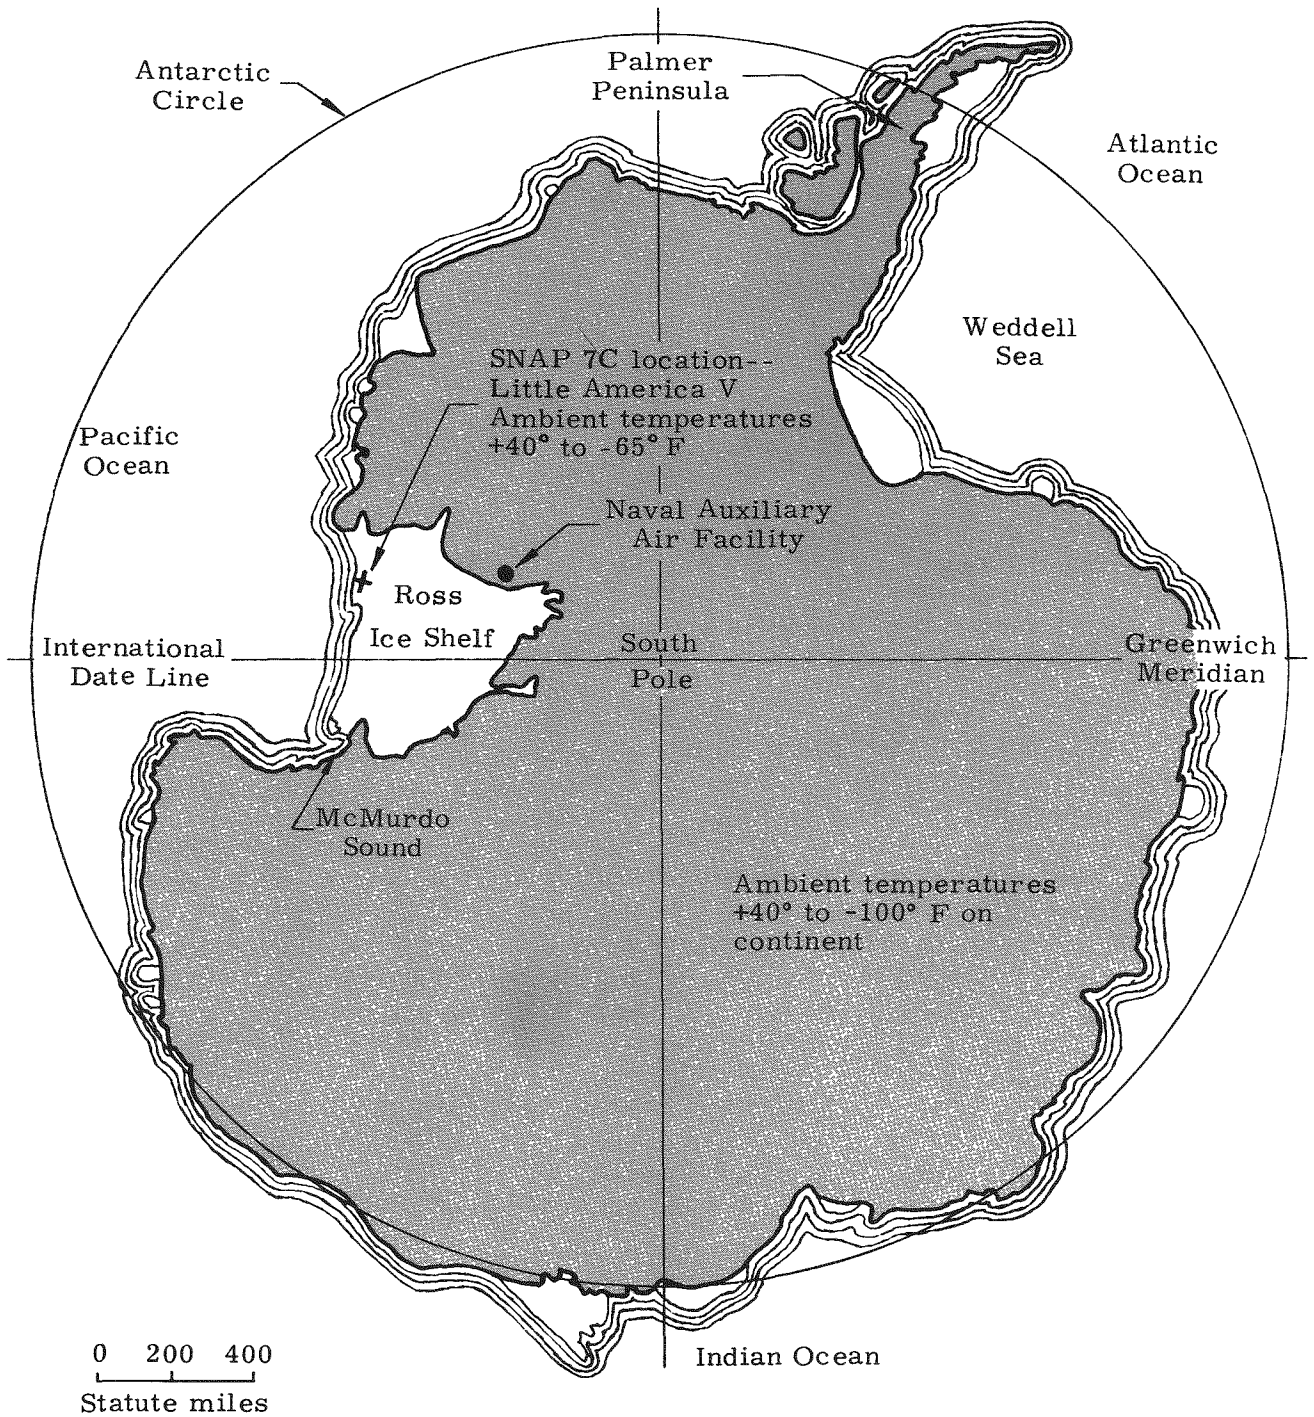 Antarctic
Circle
Palmer
Peninsula
Atlantic
Ocean
Weddell
Sea
SNAP 7C location--
Little America V
Ambient temperatures
+40° to -65° F
Pacific
Ocean
Naval Auxiliary
Air Facility
Ross
Ice Shelf
International
Date Line
South
Pole
Greenwich
Meridian
McMurdo
Sound
Ambient temperatures
+40° to -100° F on
continent
0 200 400
Statute miles
Indian Ocean